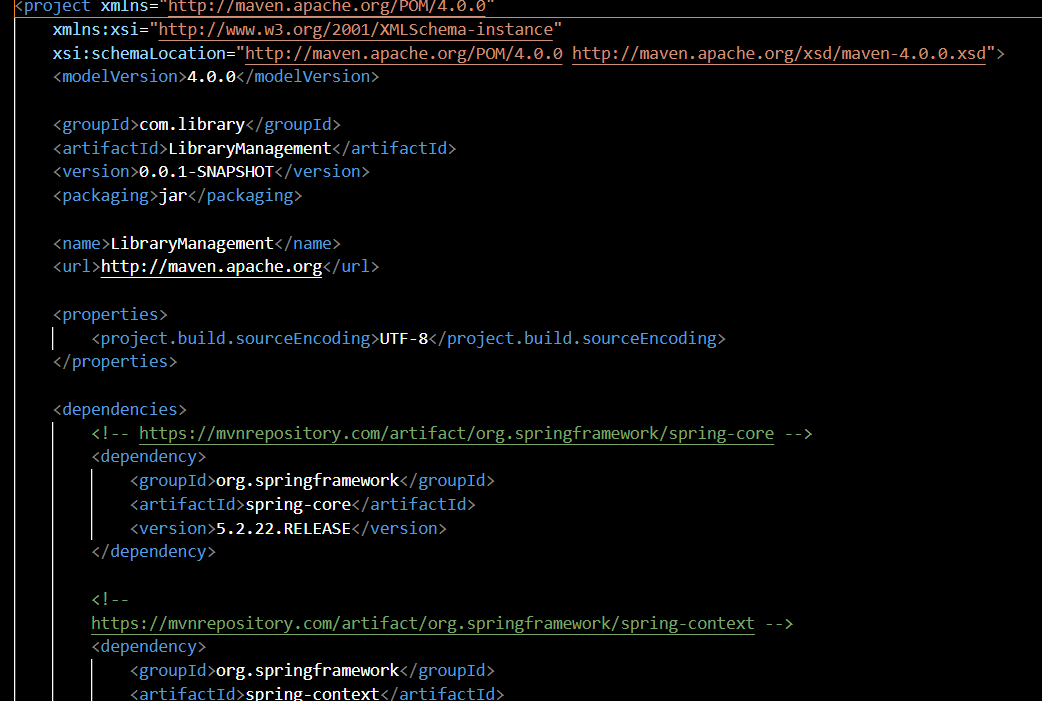 <project xmlns="http://maven.apache.org/POM/4.0.0"
xmlns:xsi="http://www.w3.org/2001/XMLSchema-instance"
xsi:schemaLocation="http://maven.apache.org/POM/4.0.0 http://maven.apache.org/xsd/maven-4.0.0.xsd">
<modelVersion>4.0.0</modelVersion>
<groupId>com.library</groupId>
<artifactId>LibraryManagement</artifactId>
<version>0.0.1-SNAPSHOT</version>
<packaging>jar</packaging>
<name>LibraryManagement</name>
<url>http://maven.apache.org</url>
<properties>
<project.build.sourceEncoding>UTF-8</project.build.sourceEncoding>
</properties>
<dependencies>
<!-- https://mvnrepository.com/artifact/org.springframework/spring-core -->
<dependency>
<groupId>org.springframework</groupId>
<artifactId>spring-core</artifactId>
<version>5.2.22.RELEASE</version>
</dependency>
<!--
https://mvnrepository.com/artifact/org.springframework/spring-context -->
<dependency>
<groupId>org.springframework</groupId>
<artifactId>spring-context</artifactId>